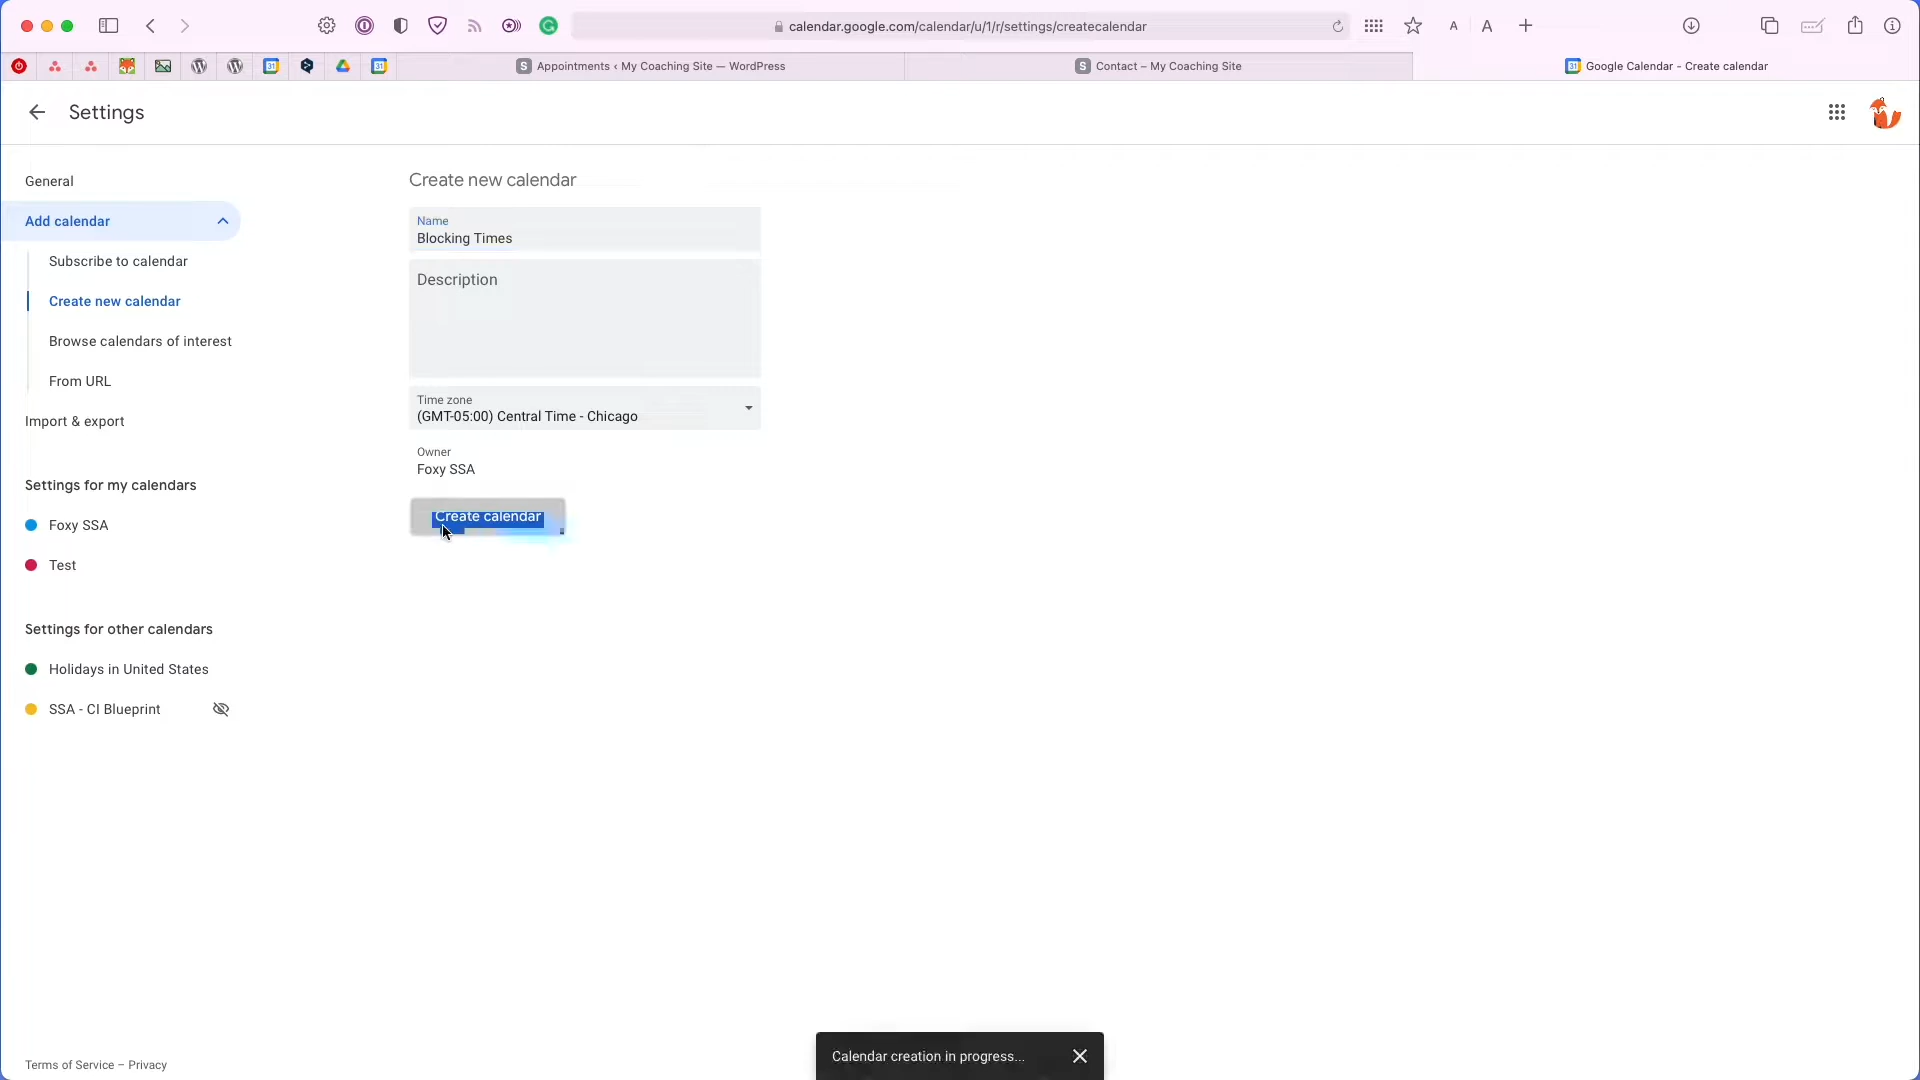 calendar.google.com/calendar/u/1/r/settings/createcalendar
A A
Appointments ‹ My Coaching Site — WordPress
Contact – My Coaching Site
Google Calendar - Create calendar
Settings
General
Add calendar
Subscribe to calendar
Create new calendar
Browse calendars of interest
From URL
Import & export
Settings for my calendars
Foxy SSA
Test
Settings for other calendars
Holidays in United States
SSA - CI Blueprint
Create new calendar
Name
Blocking Times
Description
Time zone
(GMT-05:00) Central Time - Chicago
Owner
Foxy SSA
Create calendar
Calendar creation in progress...
Terms of Service – Privacy